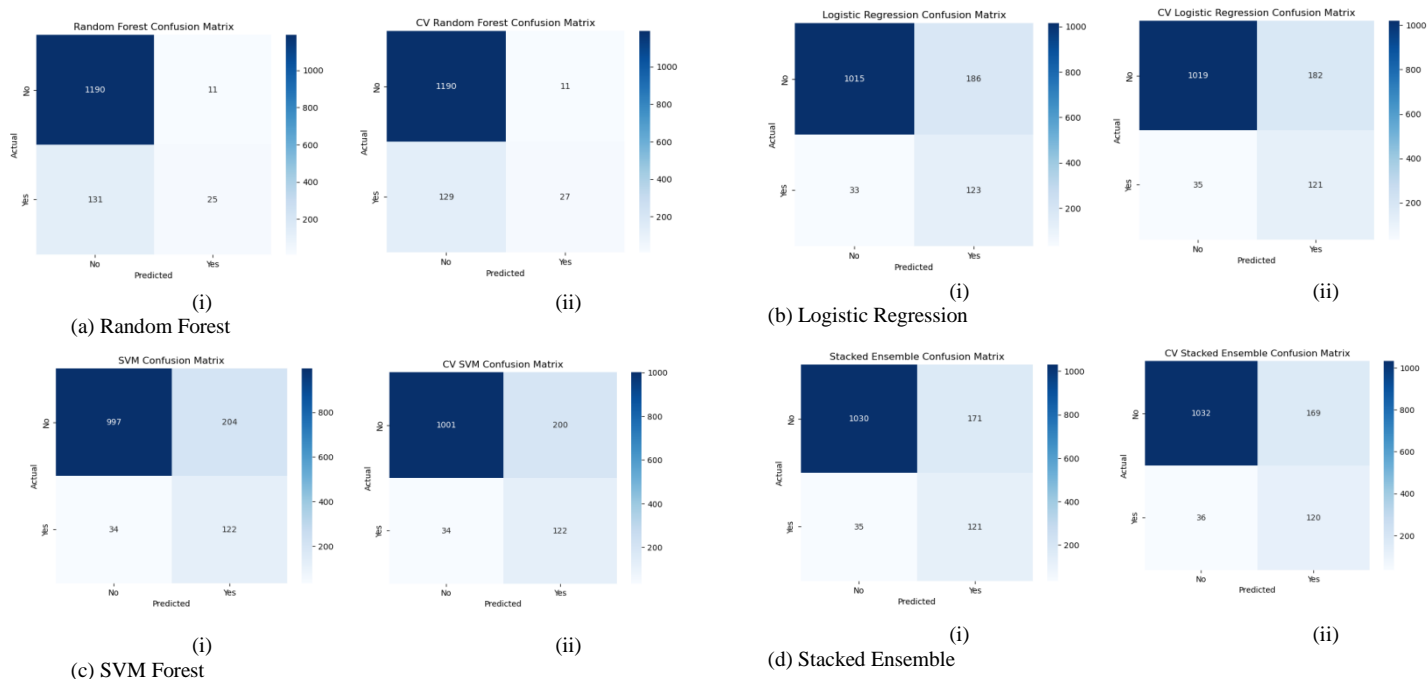 Random Forest Confusion Matrix
No
Yes
Actual
1190
11
131
25
No
Yes
Predicted
1000
800
600
400
200
(i)
CV Random Forest Confusion Matrix
No
Yes
Actual
1190
11
129
27
No
Yes
Predicted
1000
800
600
400
200
(ii)
(a) Random Forest
Logistic Regression Confusion Matrix
No
Yes
Actual
1015
186
33
123
No
Yes
Predicted
1000
800
600
400
200
(i)
CV Logistic Regression Confusion Matrix
No
Yes
Actual
1019
182
35
121
No
Yes
Predicted
1000
800
600
400
200
(ii)
(b) Logistic Regression
SVM Confusion Matrix
No
Yes
Actual
997
204
34
122
No
Yes
Predicted
800
600
400
200
(i)
CV SVM Confusion Matrix
No
Yes
Actual
1001
200
34
122
No
Yes
Predicted
1000
800
600
400
200
(ii)
(c) SVM Forest
Stacked Ensemble Confusion Matrix
No
Yes
Actual
1030
171
35
121
No
Yes
Predicted
1000
800
600
400
200
(i)
CV Stacked Ensemble Confusion Matrix
No
Yes
Actual
1032
169
36
120
No
Yes
Predicted
1000
800
600
400
200
(ii)
(d) Stacked Ensemble